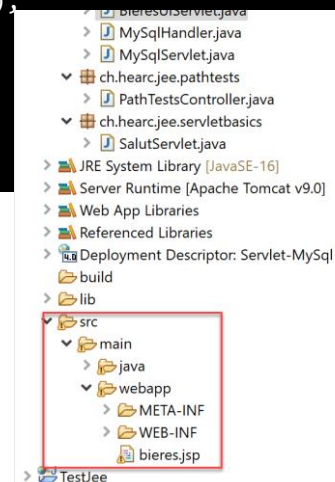 ),
BieresUIServlet.java
MySqlHandler.java
MySqlServlet.java
ch.hearc.jee.pathtests
PathTestsController.java
ch.hearc.jee.servletbasics
SalutServlet.java
JRE System Library [JavaSE-16]
Server Runtime [Apache Tomcat v9.0]
Web App Libraries
Referenced Libraries
Deployment Descriptor: Servlet-MySql
build
lib
src
main
java
webapp
META-INF
WEB-INF
bieres.jsp
TestJee